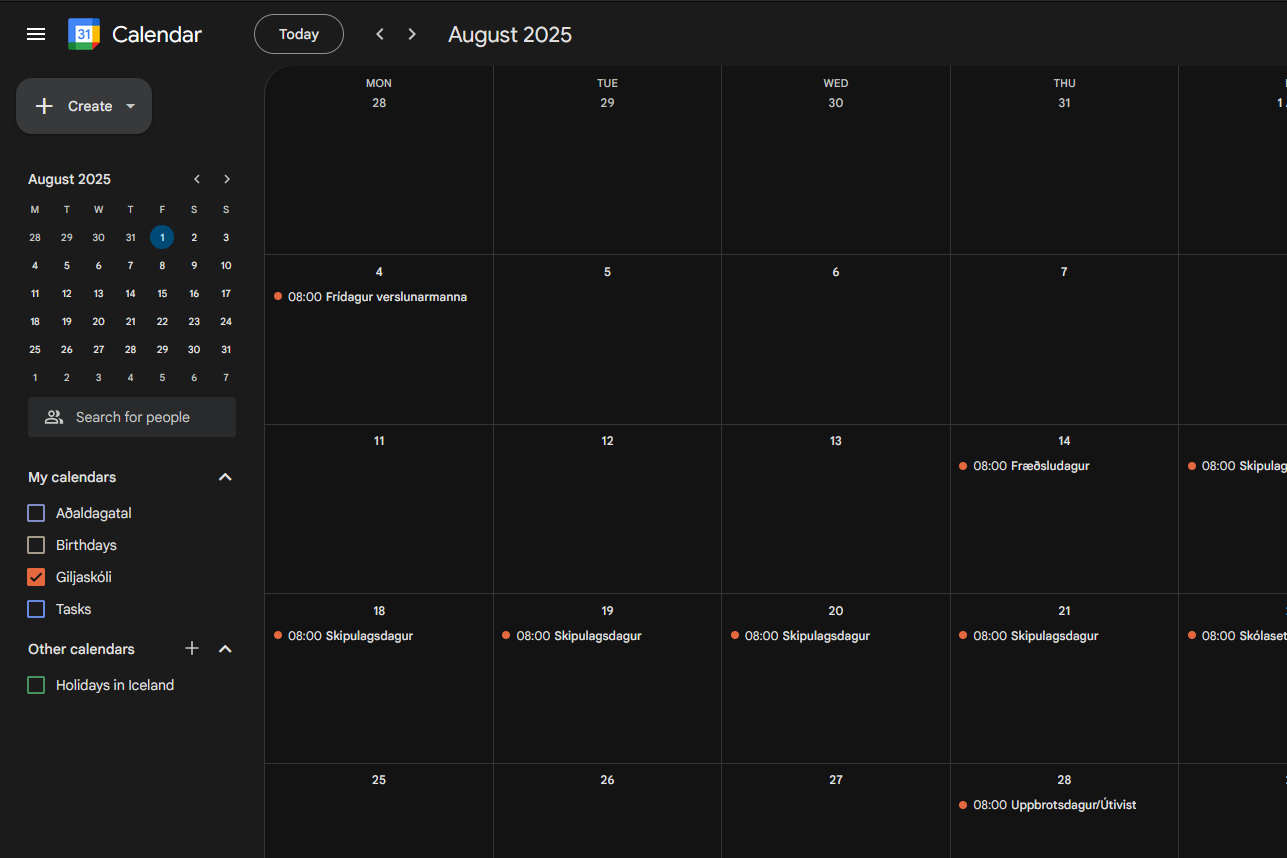 31 Calendar
Today
August 2025
Create
August 2025
M T W T F S S
28 29 30 31 1 2 3
4 5 6 7 8 9 10
11 12 13 14 15 16 17
18 19 20 21 22 23 24
25 26 27 28 29 30 31
1 2 3 4 5 6 7
Search for people
My calendars
Aðaldagatal
Birthdays
Giljaskóli
Tasks
Other calendars
Holidays in Iceland
MON TUE WED THU
28 29 30 31 1
4 5 6 7
08:00 Frídagur verslunarmanna
11 12 13 14
08:00 Fræðsludagur 08:00 Skipulag
18 19 20 21
08:00 Skipulagsdagur 08:00 Skipulagsdagur 08:00 Skipulagsdagur 08:00 Skipulagsdagur 08:00 Skólaset
25 26 27 28
08:00 Uppbrotsdagur/Útivist